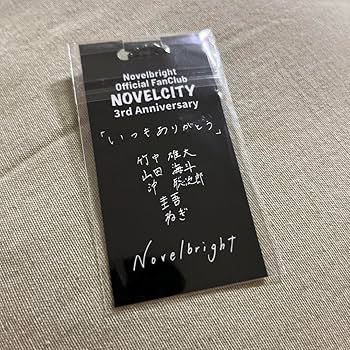 Novelbright
Official FanClub
NOVELCITY
3rd Anniversary
「いつもありがとう」
竹中 雄大
山田 海斗
沖 聡次郎
圭吾
ねぎ
Novelbright